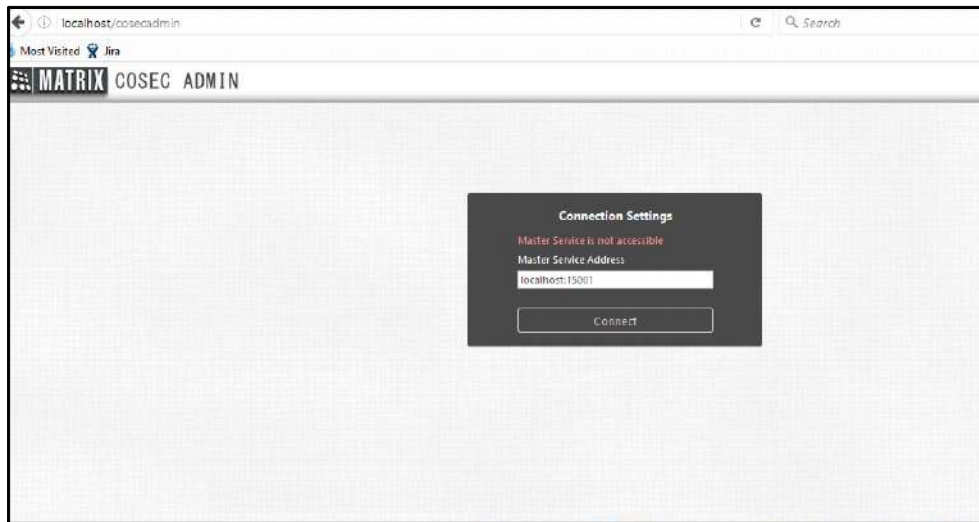 localhost/cosecadmin
Search
Most Visited Jira
MATRIX COSEC ADMIN
Connection Settings
Master Service is not accessible
Master Service Address
localhost:15001
Connect